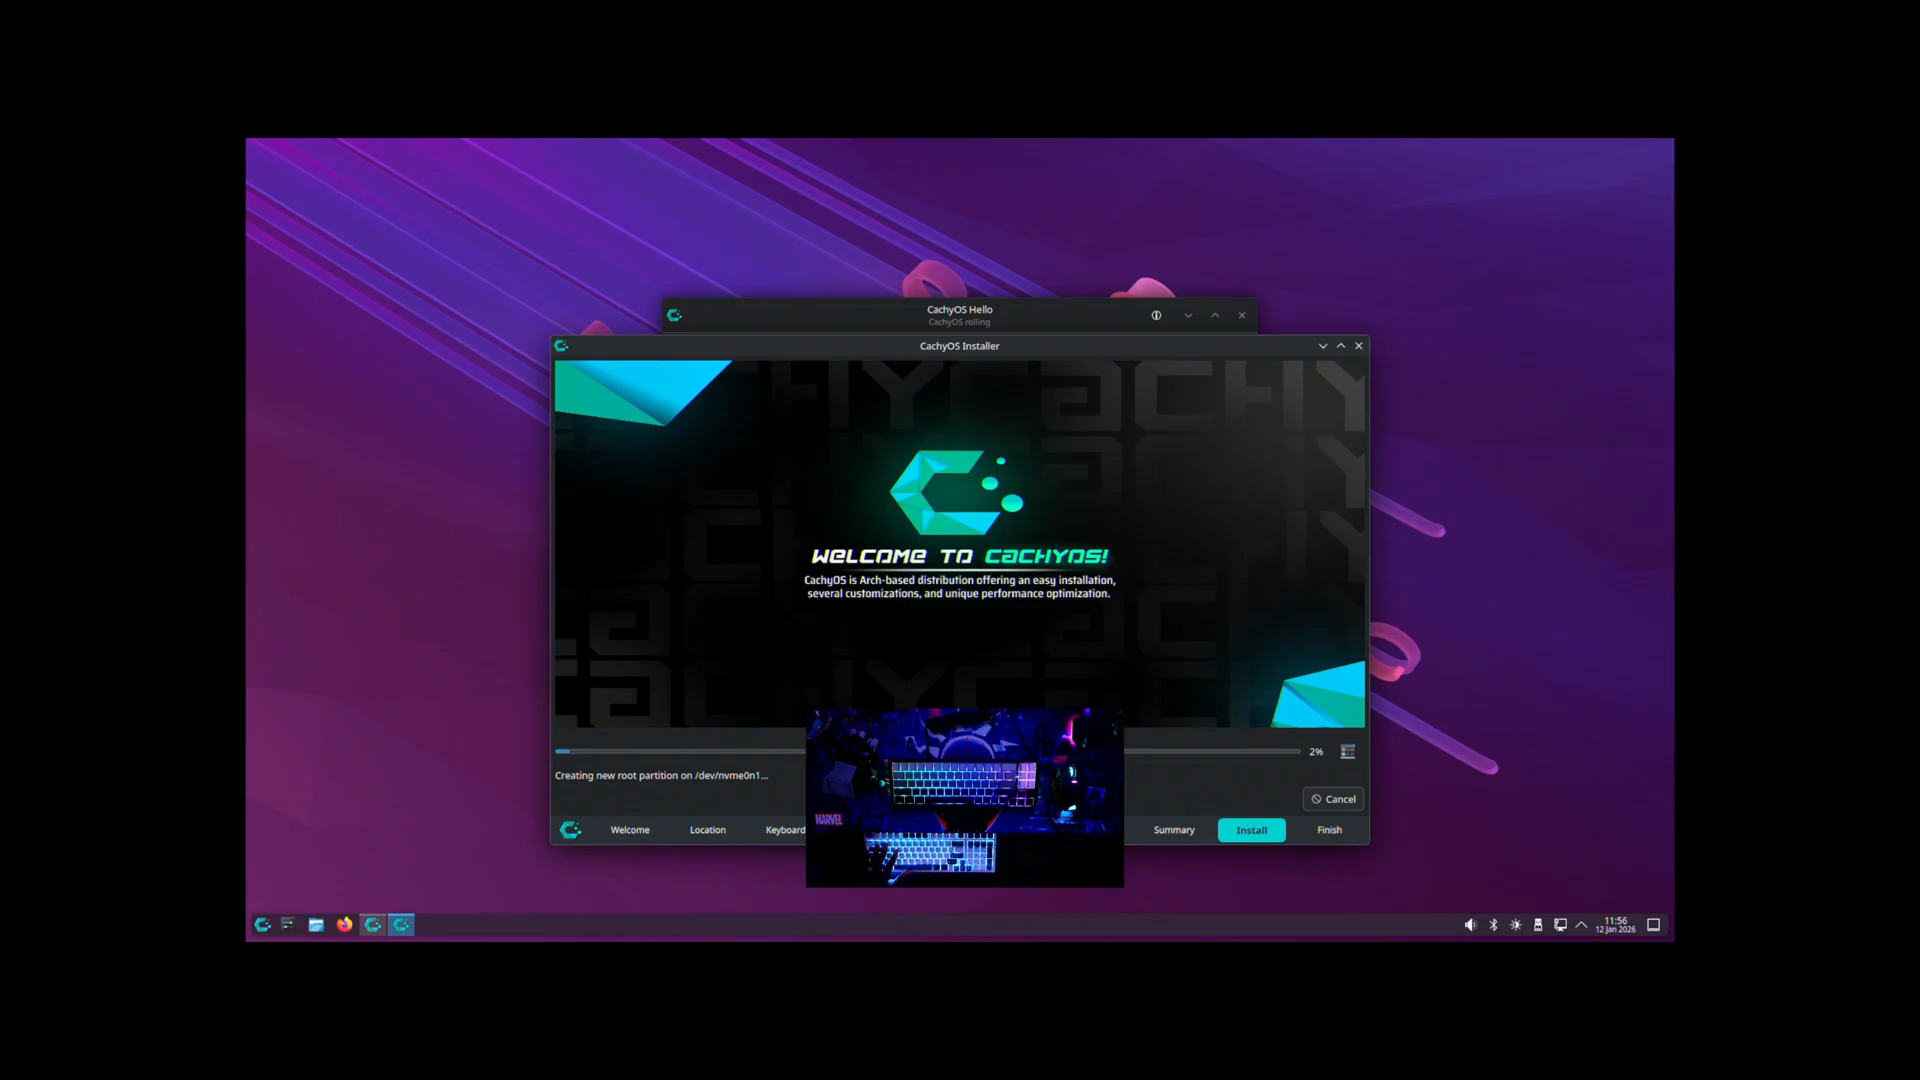 CachyOS Hello
CachyOS rolling
CachyOS Installer
WELCOME TO CACHYOS!
CachyOS is Arch-based distribution offering an easy installation,
several customizations, and unique performance optimization.
2%
Creating new root partition on /dev/nvme0n1...
Cancel
MARVEL
Welcome Location Keyboard Summary Install Finish
11:56
12 Jan 2026